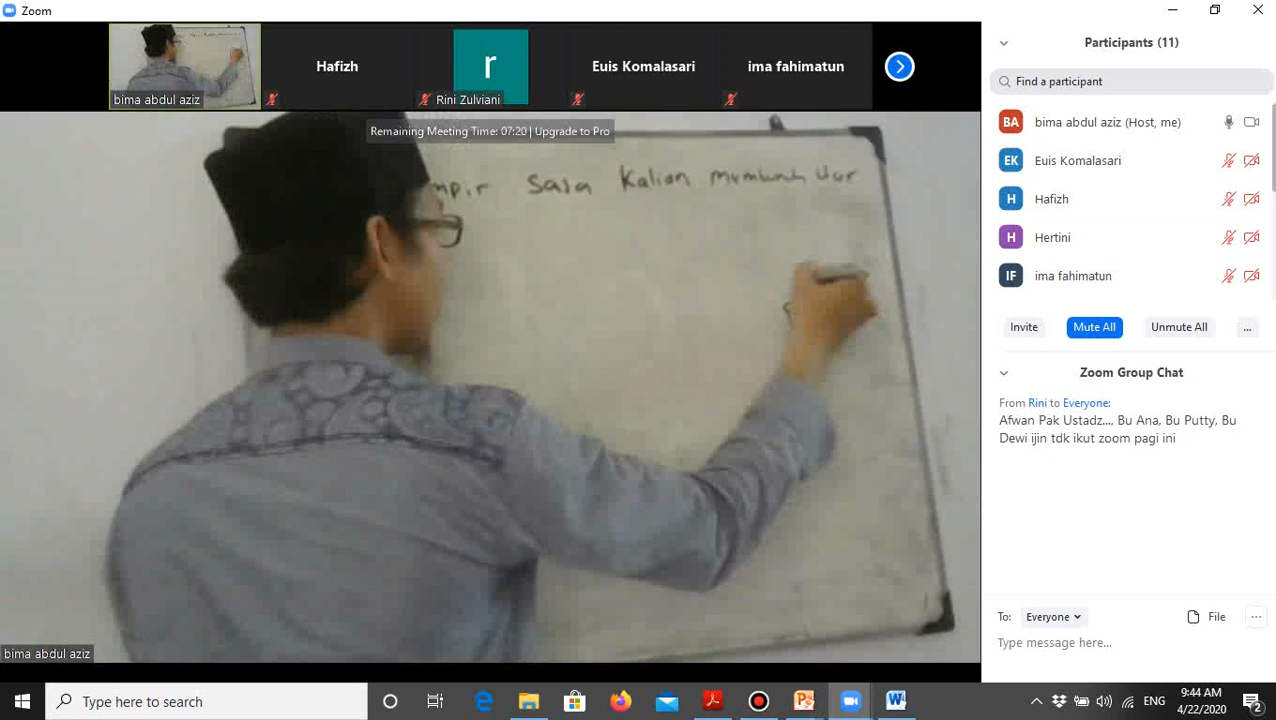 Zoom
bima abdul aziz
Hafizh
r
Rini Zulviani
Euis Komalasari
ima fahimatun
Remaining Meeting Time: 07:20 | Upgrade to Pro
mpir sasa Kalian
bima abdul aziz
Participants (11)
Find a participant
BA bima abdul aziz (Host, me)
EK Euis Komalasari
H Hafizh
H Hertini
IF ima fahimatun
Invite Mute All Unmute All ...
Zoom Group Chat
From Rini to Everyone:
Afwan Pak Ustadz..., Bu Ana, Bu Putty, Bu
Dewi ijin tdk ikut zoom pagi ini
To: Everyone File ...
Type message here...
Type here to search
ENG
9:44 AM
4/22/2020
2